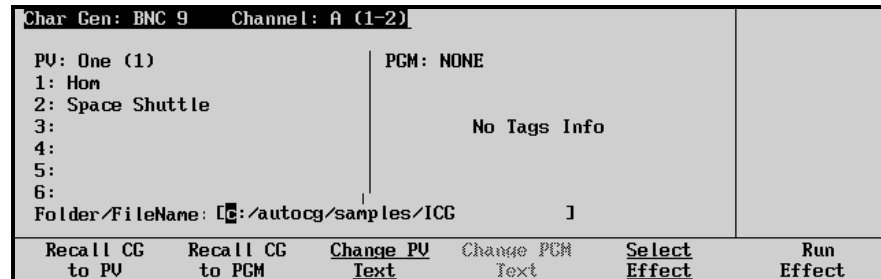 Char Gen: BNC 9 Channel: A (1-2)
PV: One (1)
1: Hom
2: Space Shuttle
3:
4:
5:
6:
PGM: NONE
No Tags Info
Folder/FileName: [c:/autocg/samples/ICG ]
Recall CG to PV
Recall CG to PGM
Change PV Text
Change PGM Text
Select Effect
Run Effect